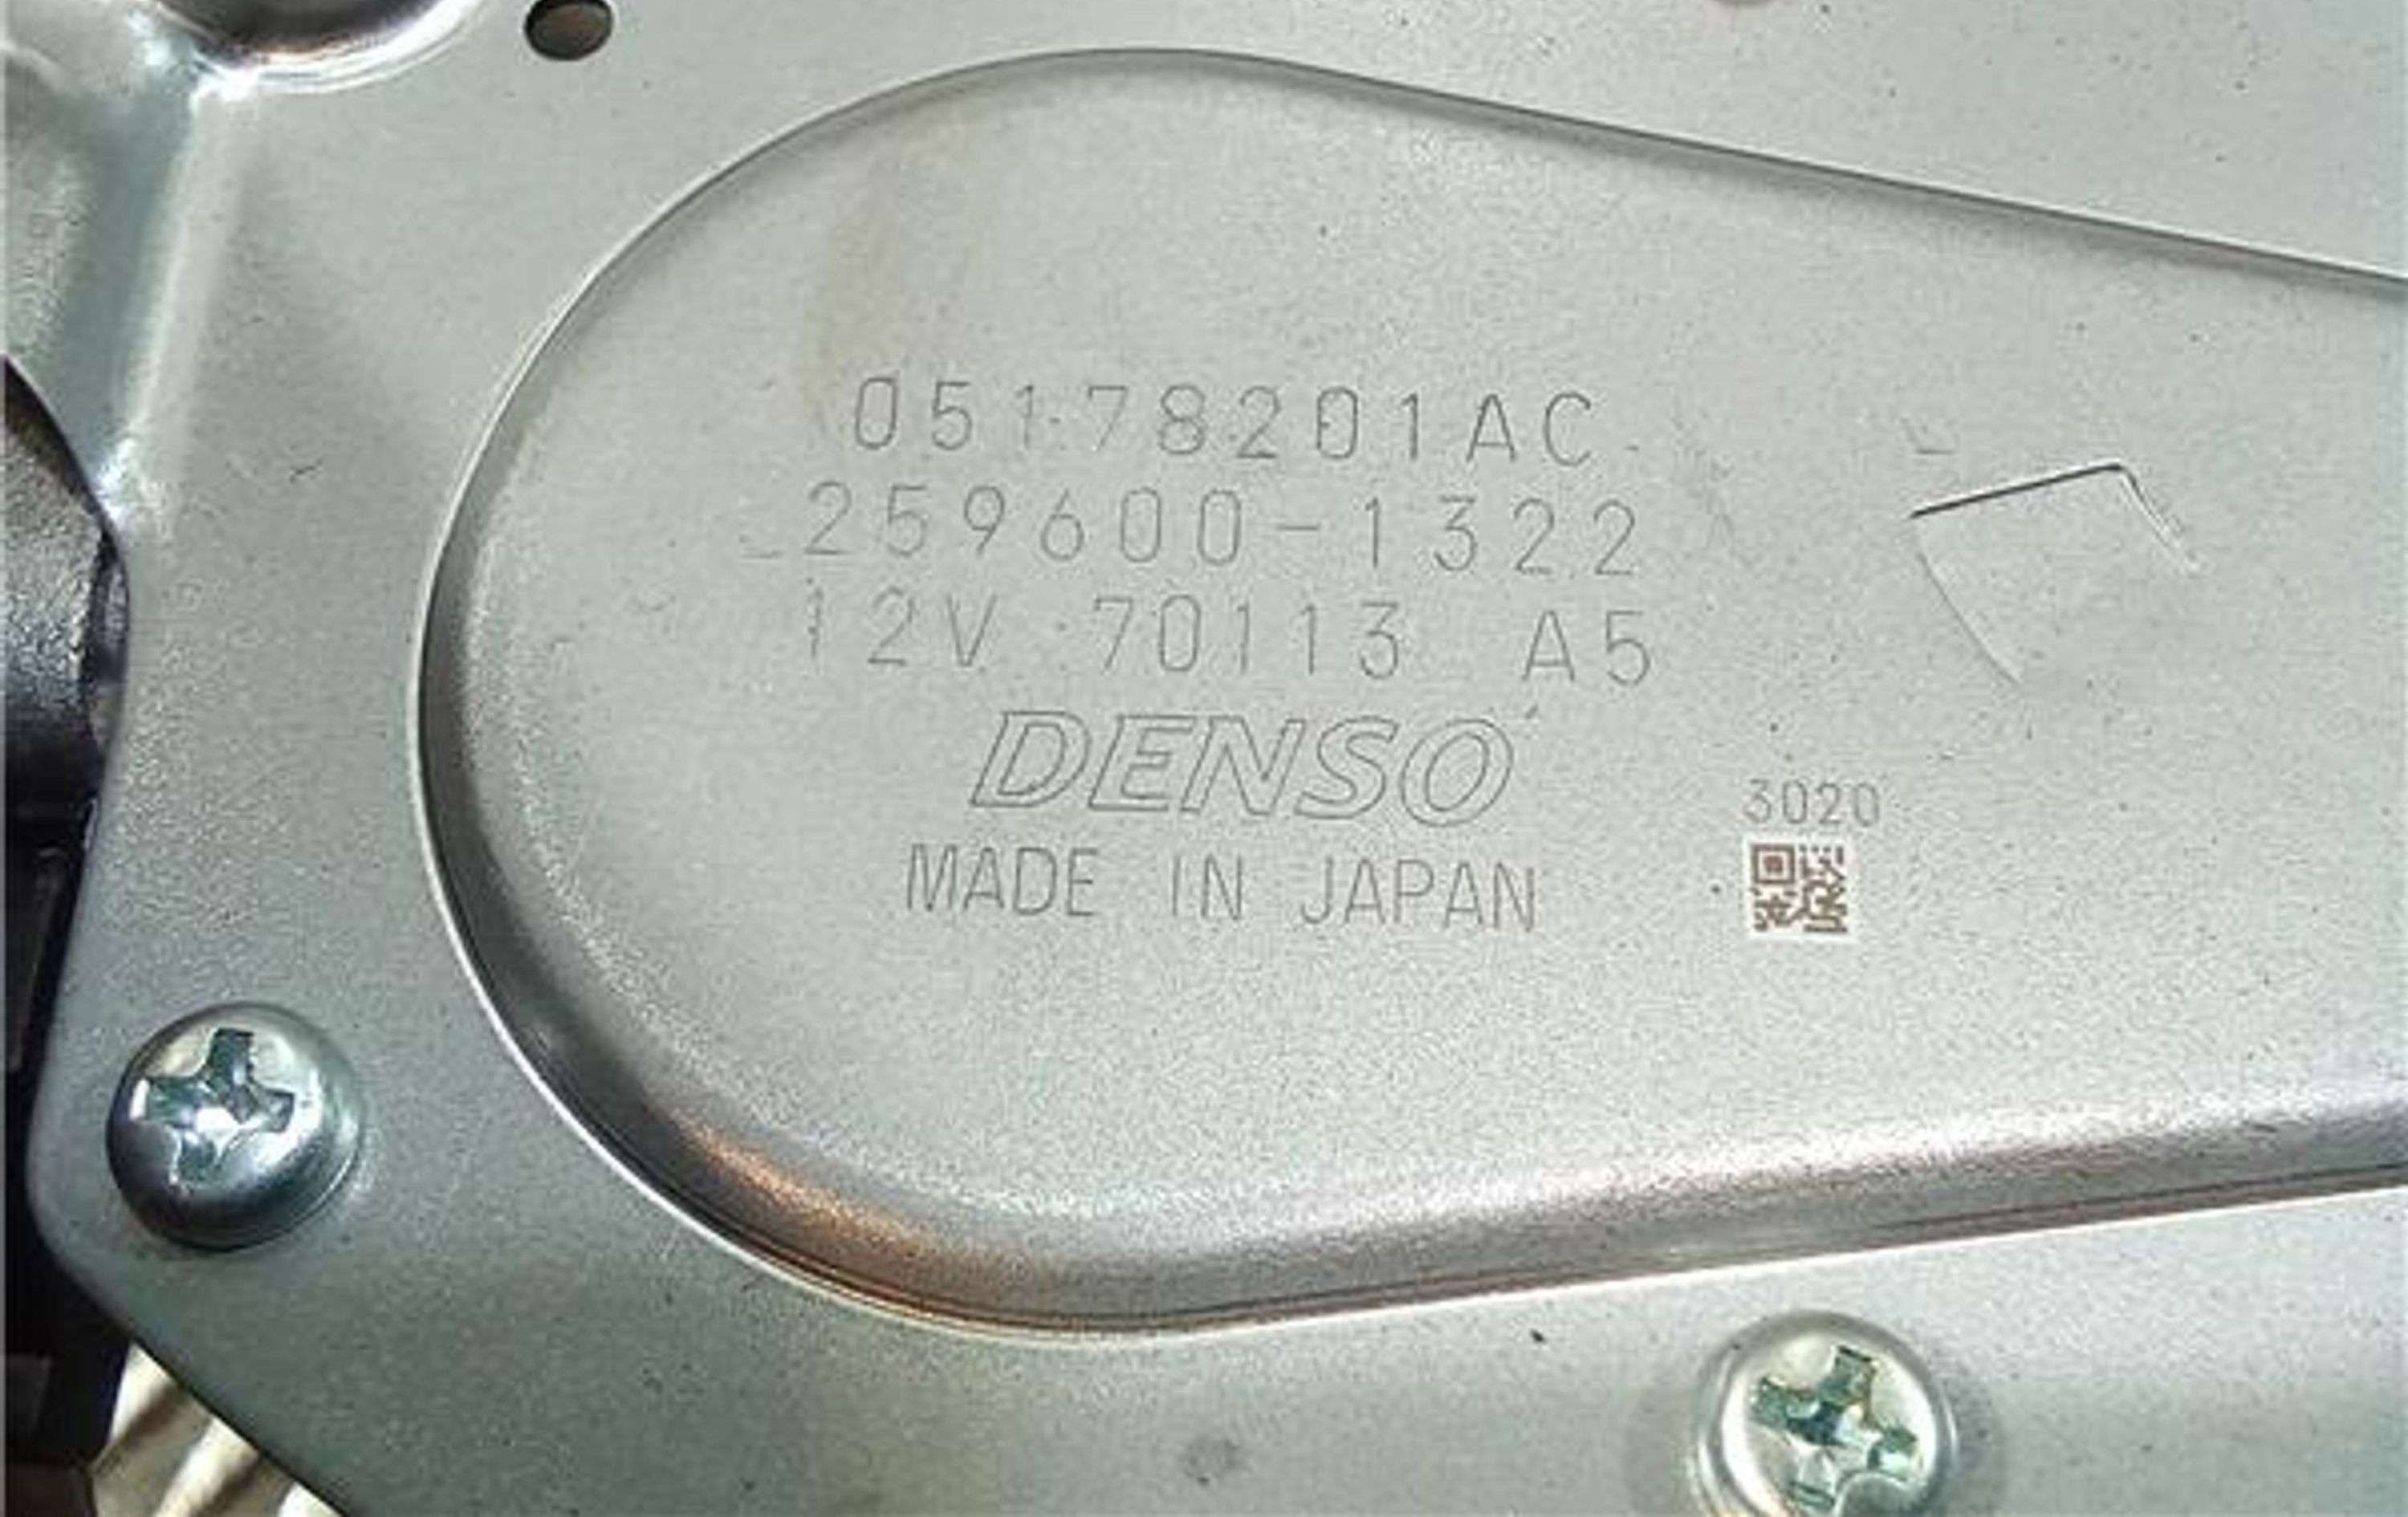 05178201AC
259600-1322
12V 70113 A5
DENSO
MADE IN JAPAN
3020